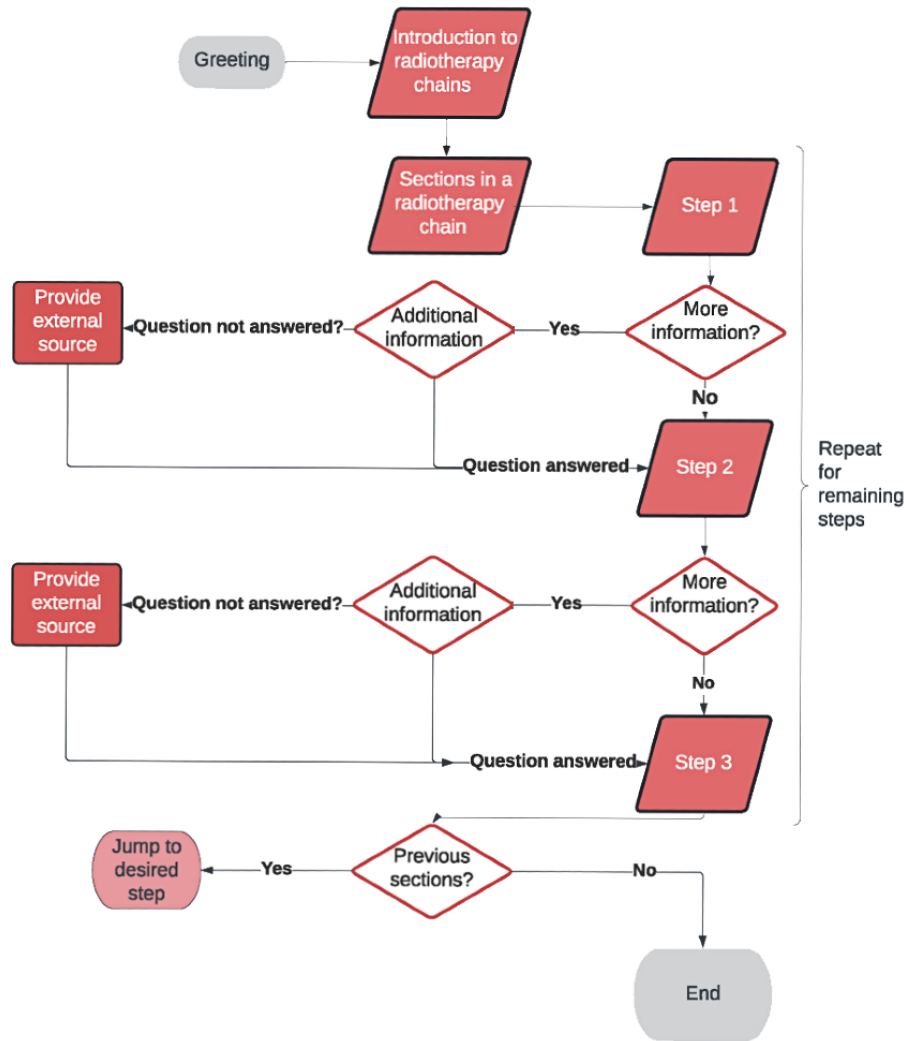 Greeting
Introduction to
radiotherapy
chains
Sections in a
radiotherapy
chain
Step 1
Provide
external
source
Question not answered?
Additional
information
Yes
More
information?
No
Question answered
Step 2
Repeat
for
remaining
steps
Provide
external
source
Question not answered?
Additional
information
Yes
More
information?
No
Question answered
Step 3
Jump to
desired
step
Yes
Previous
sections?
No
End